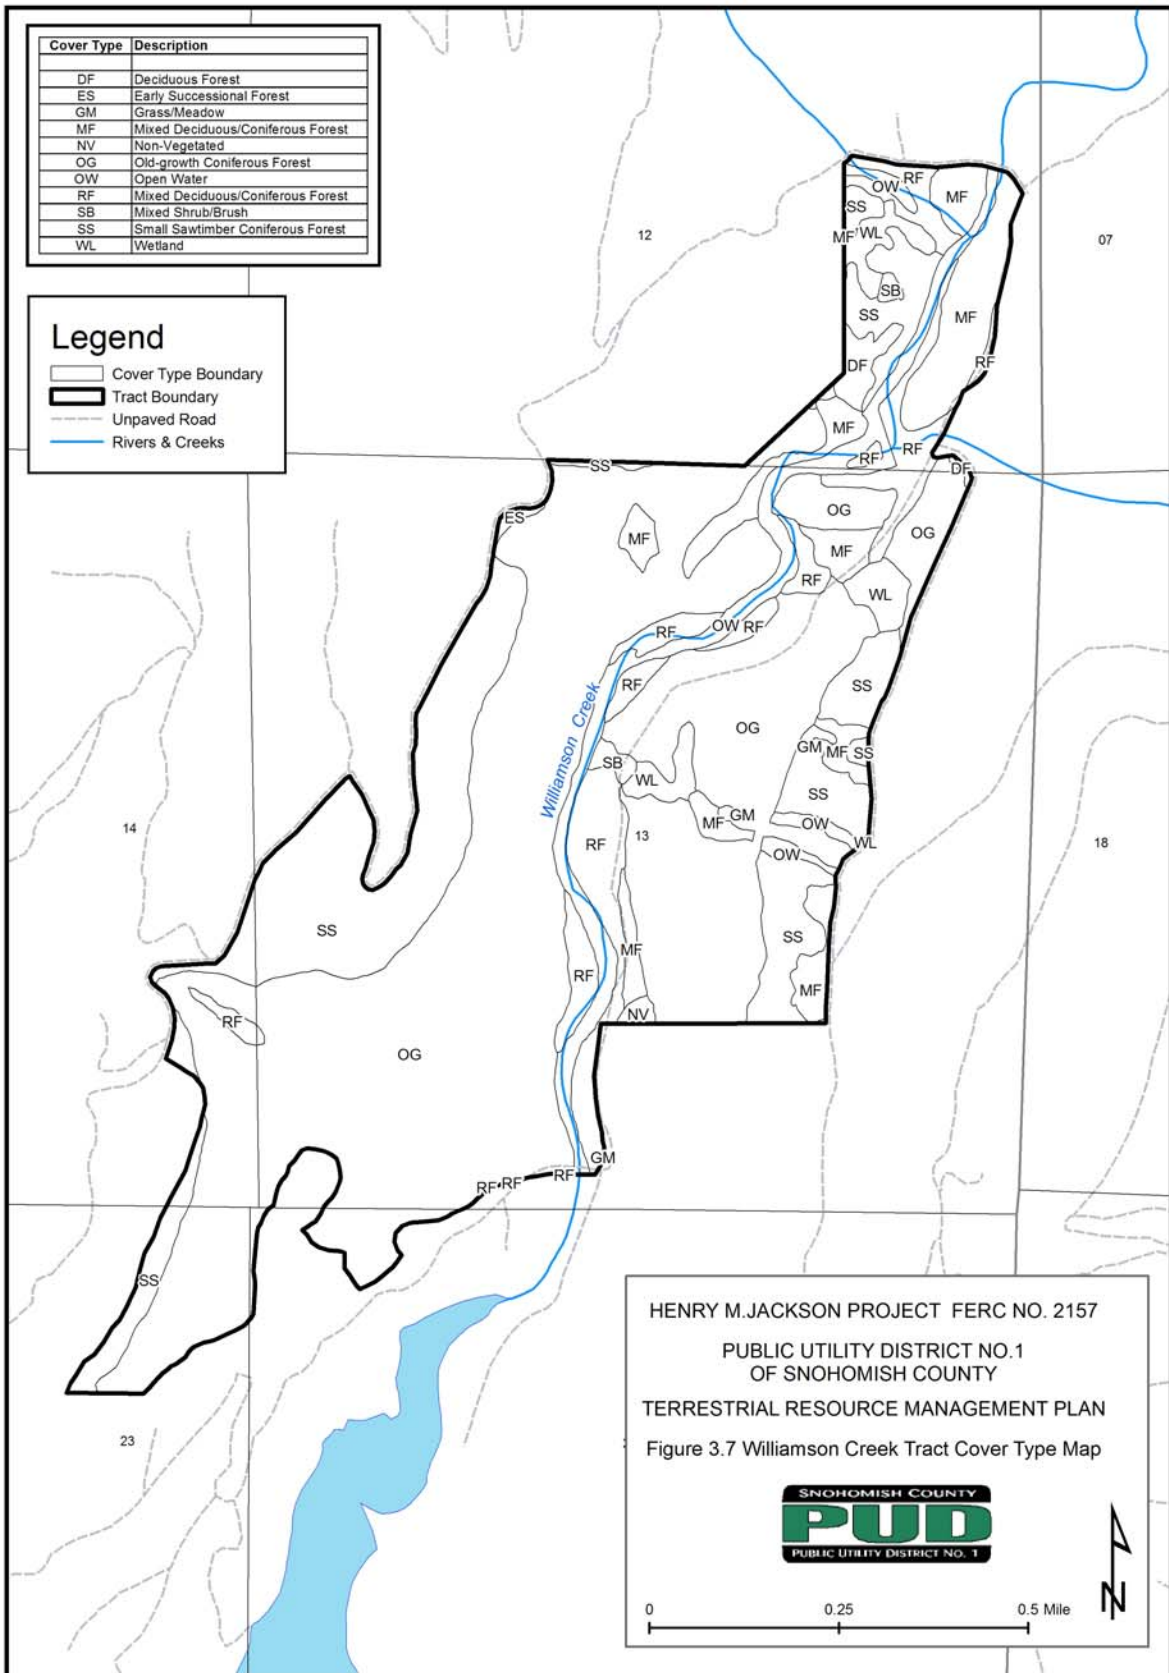 Cover Type Description
DF Deciduous Forest
ES Early Successional Forest
GM Grass/Meadow
MF Mixed Deciduous/Coniferous Forest
NV Non-Vegetated
OG Old-growth Coniferous Forest
OW Open Water
RF Mixed Deciduous/Coniferous Forest
SB Mixed Shrub/Brush
SS Small Sawtimber Coniferous Forest
WL Wetland
Legend
Cover Type Boundary
Tract Boundary
Unpaved Road
Rivers & Creeks
RF
OW
MF
SS
12
MF WL
07
SB
SS
MF
DF
RF
MF
RF
RF
SS
DF
OG
ES
OG
MF
MF
RF
WL
RF
OW RF
RF
SS
OG
Williamson Creek
GM MF SS
SB
WL
SS
MF GM
OW
14
13
RF
WL
18
OW
SS
SS
MF
RF
MF
NV
RF
OG
GM
RF
RF RF
SS
23
HENRY M.JACKSON PROJECT FERC NO. 2157
PUBLIC UTILITY DISTRICT NO.1
OF SNOHOMISH COUNTY
TERRESTRIAL RESOURCE MANAGEMENT PLAN
Figure 3.7 Williamson Creek Tract Cover Type Map
SNOHOMISH COUNTY
PUD
PUBLIC UTILITY DISTRICT NO. 1
N
0 0.25 0.5 Mile